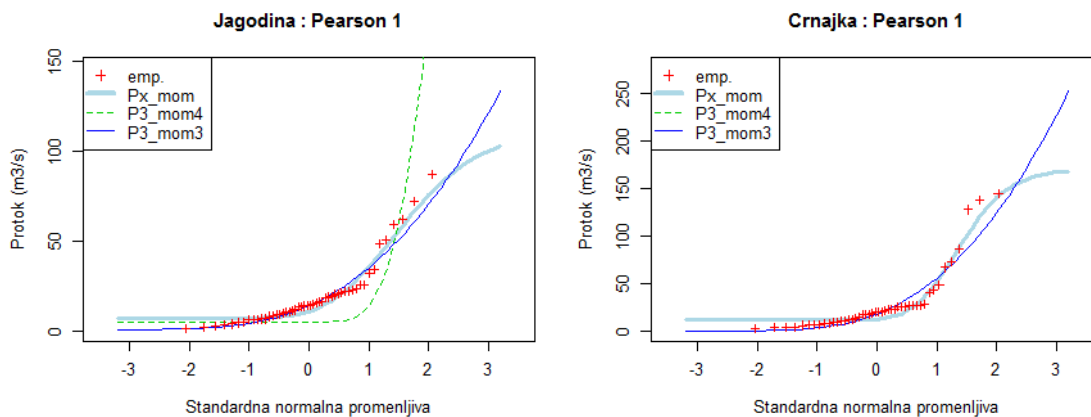 Jagodina : Pearson 1
Protok (m3/s)
150
100
50
0
emp.
Px_mom
P3_mom4
P3_mom3
-3 -2 -1 0 1 2 3
Standardna normalna promenljiva
Crnajka : Pearson 1
Protok (m3/s)
250
200
150
100
50
0
emp.
Px_mom
P3_mom4
P3_mom3
-3 -2 -1 0 1 2 3
Standardna normalna promenljiva